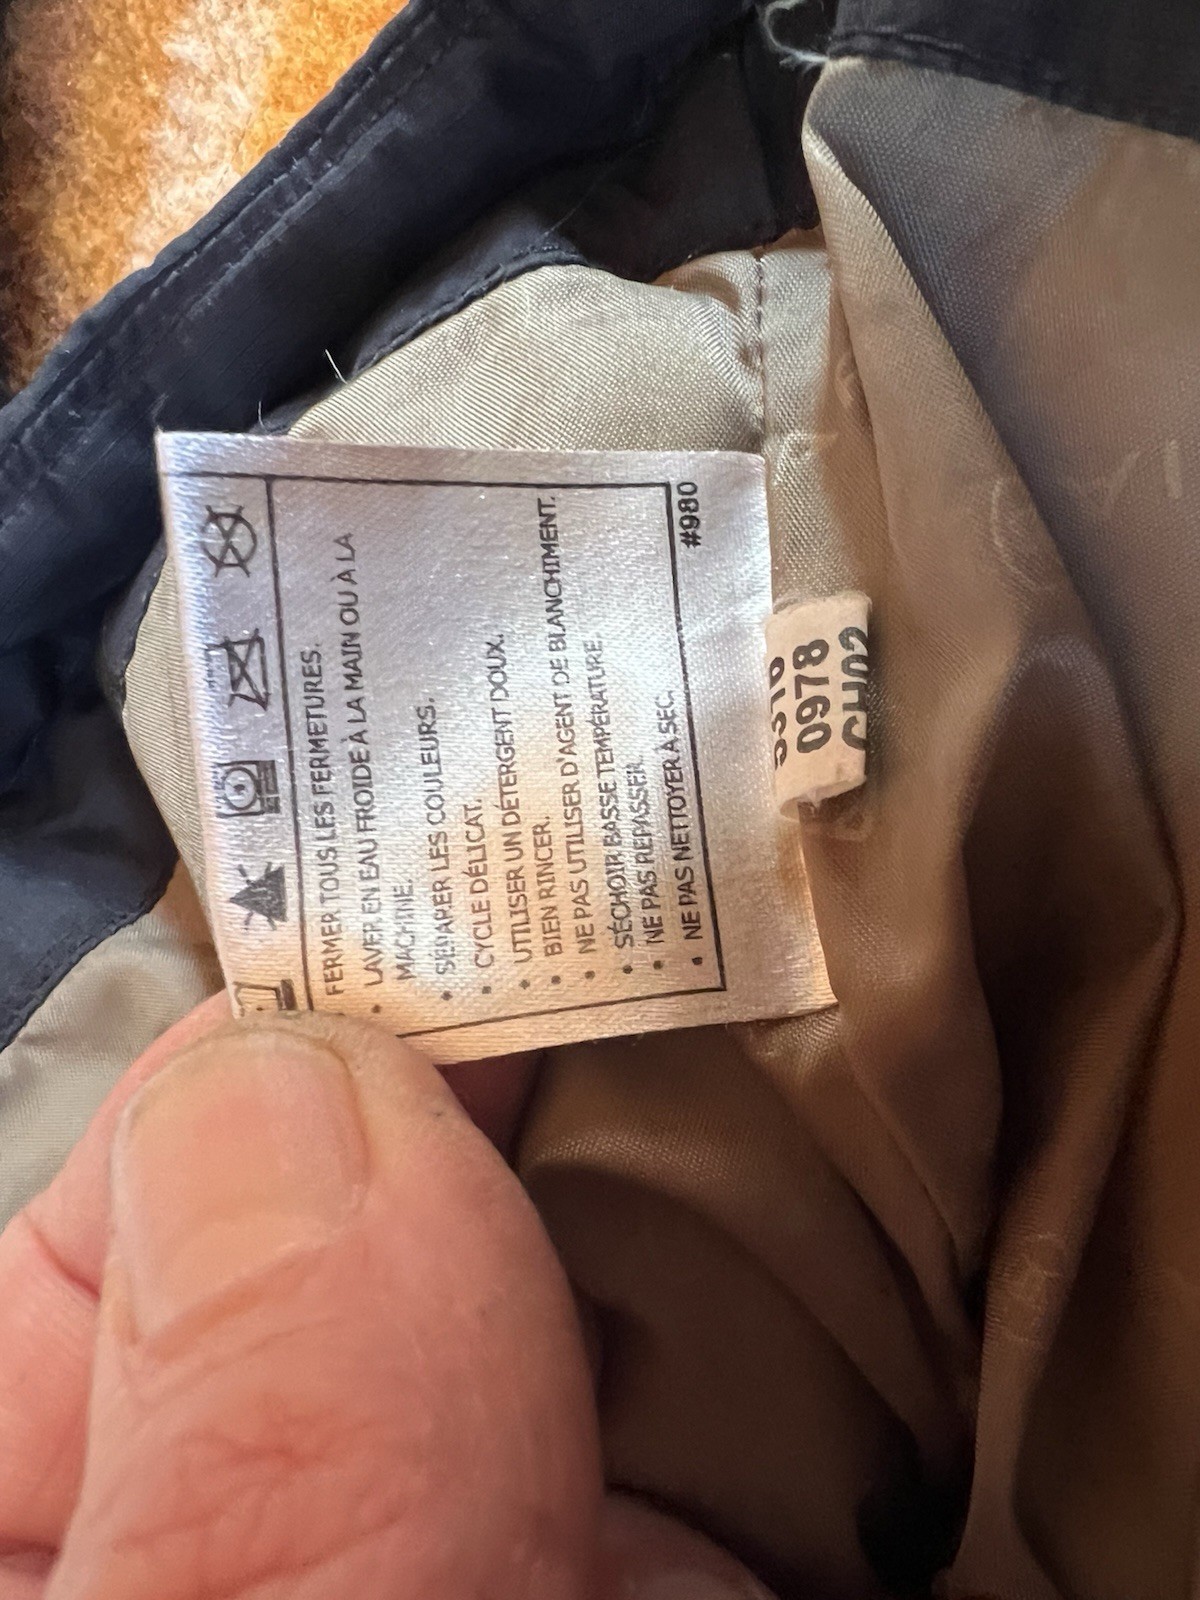 FERMER TOUS LES FERMETURES.
• LAVER EN EAU FROIDE À LA MAIN OU À LA
MACHINE.
• SÉPARER LES COULEURS.
• CYCLE DÉLICAT.
• UTILISER UN DÉTERGENT DOUX.
• BIEN RINCER.
• NE PAS UTILISER D'AGENT DE BLANCHIMENT.
• SÉCHOIR BASSE TEMPÉRATURE.
• NE PAS REPASSER.
• NE PAS NETTOYER À SEC.
#980
0978
CH02